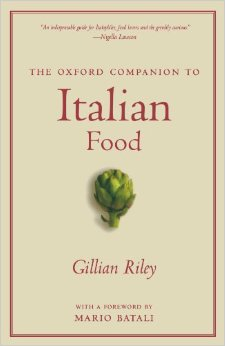 "An indispensable guide for Italophiles, food lovers and the greedily curious"
—Nigella Lawson
THE OXFORD COMPANION TO
Italian
Food
Gillian Riley
WITH A FOREWORD BY
MARIO BATALI